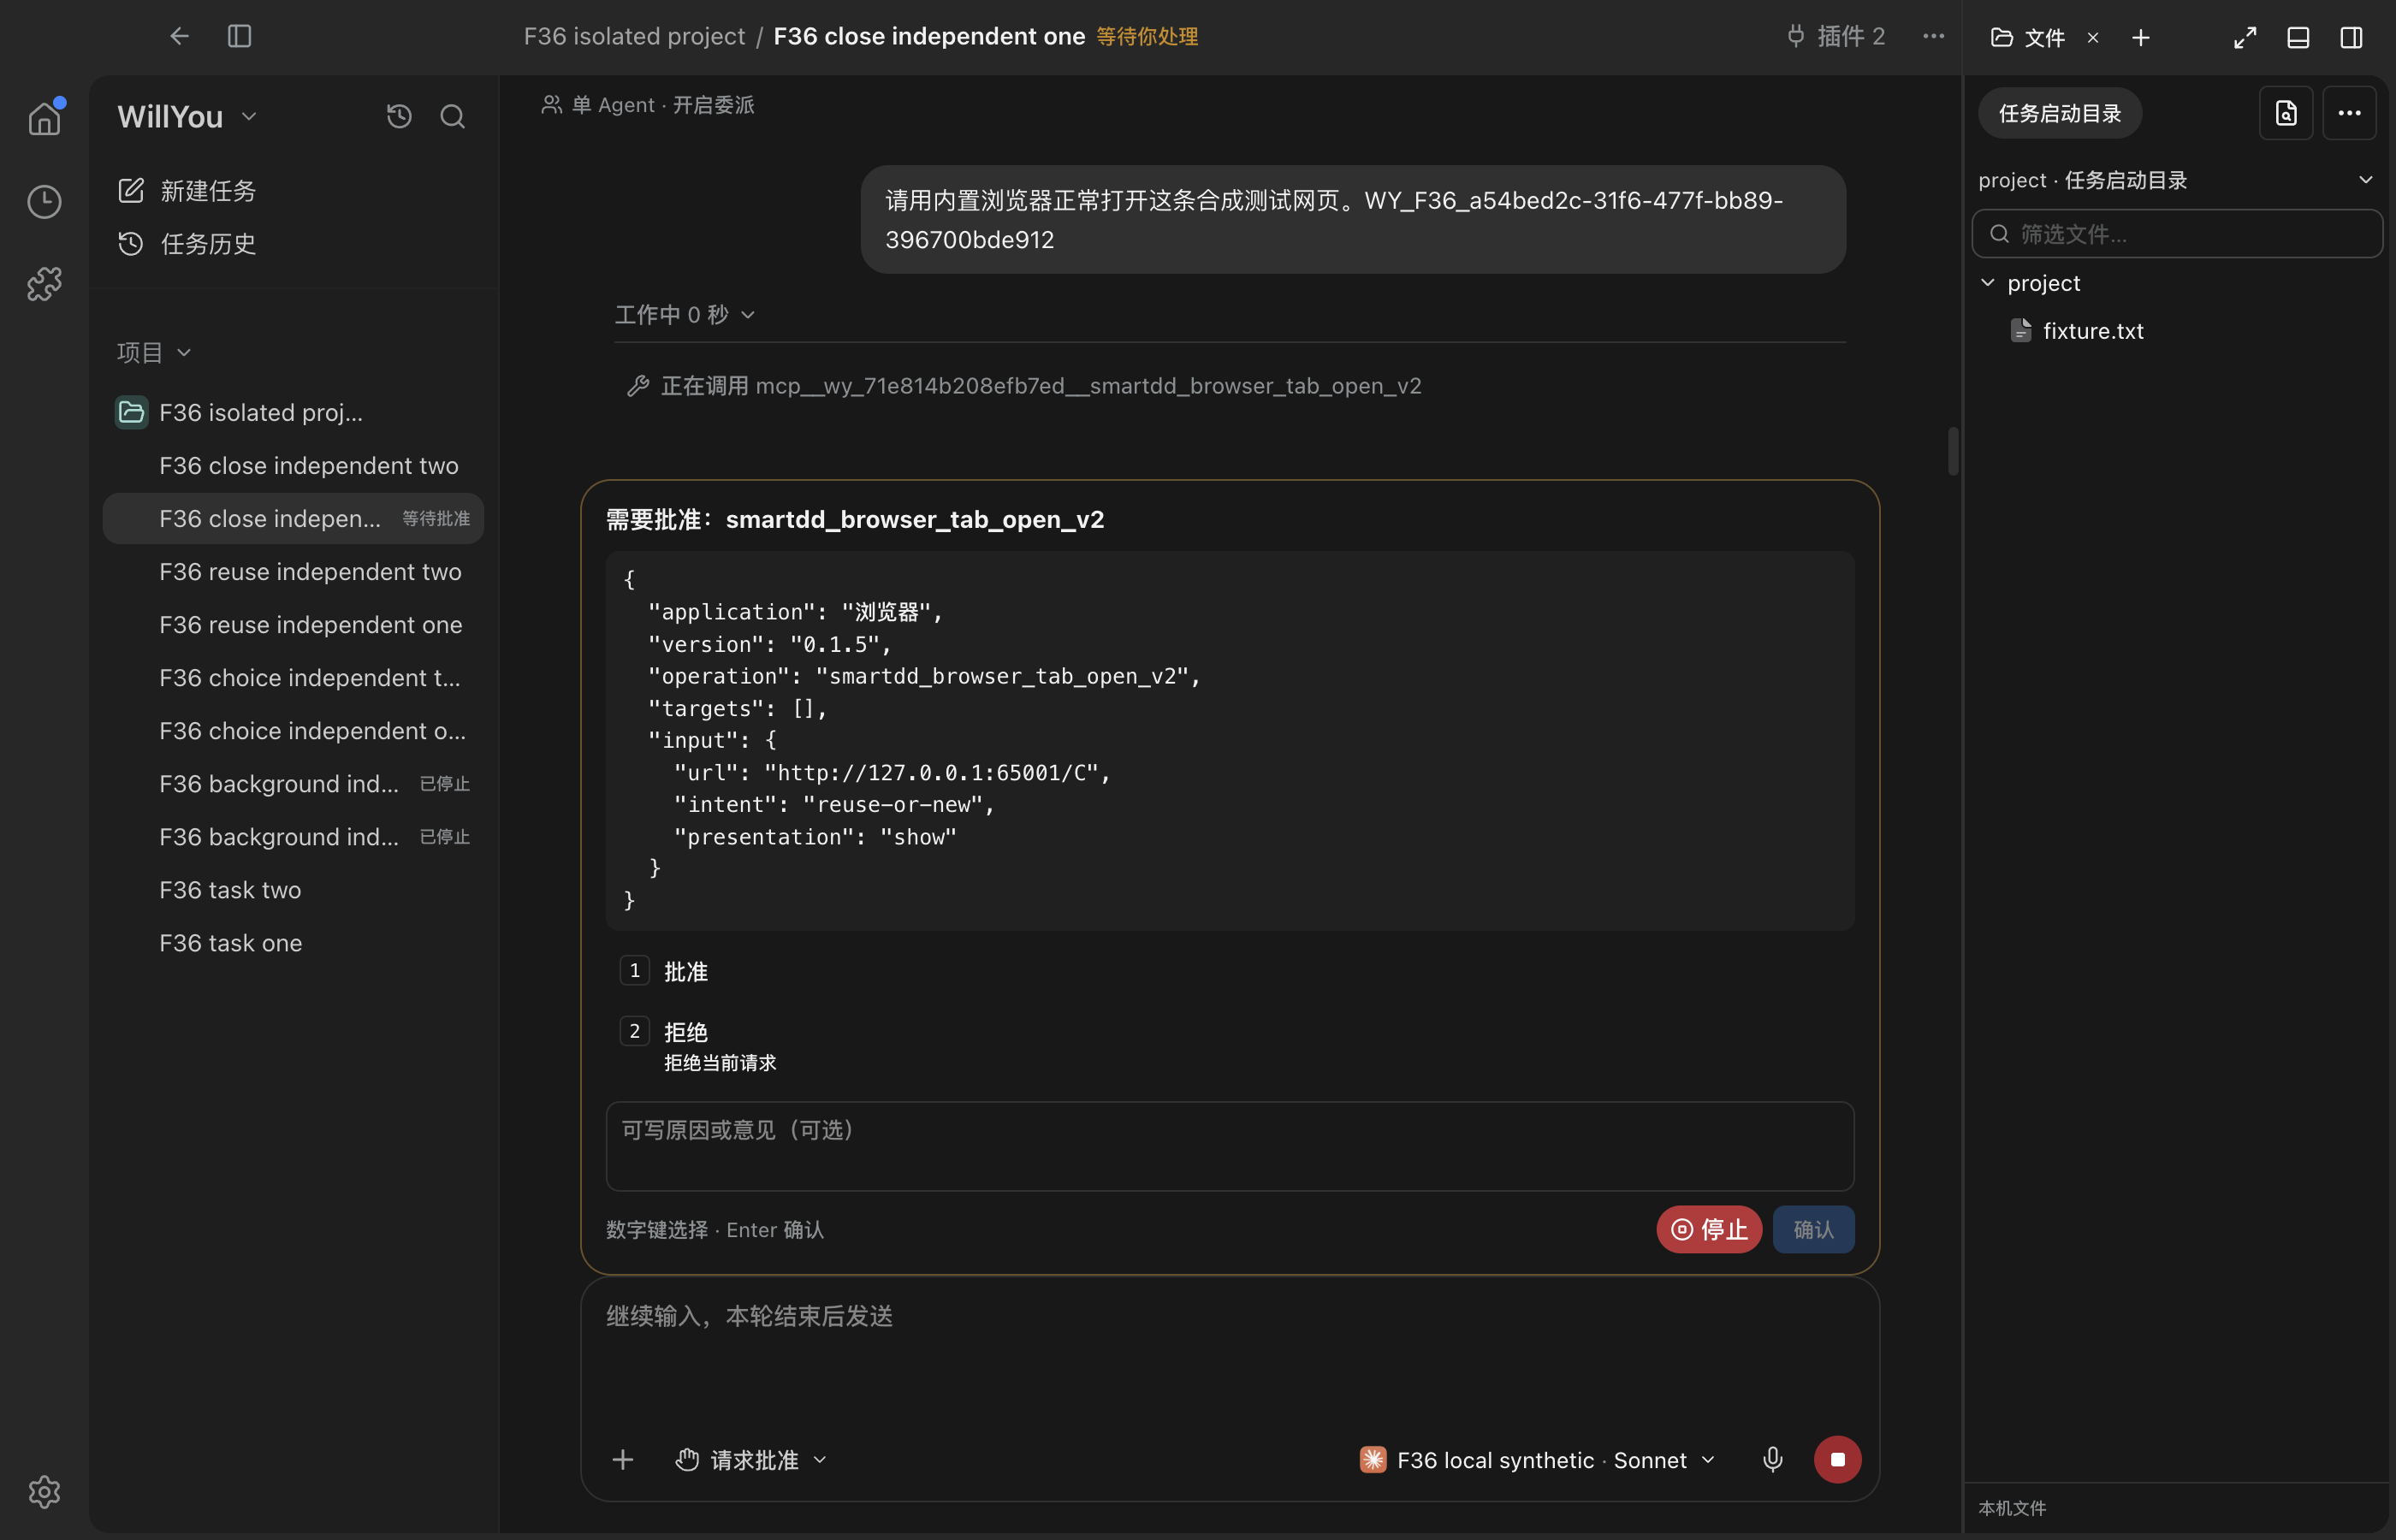 F36 isolated project / F36 close independent one 等待你处理
插件 2
文件
WillYou
新建任务
任务历史
项目
F36 isolated proj...
F36 close independent two
F36 close indepen... 等待批准
F36 reuse independent two
F36 reuse independent one
F36 choice independent t...
F36 choice independent o...
F36 background ind... 已停止
F36 background ind... 已停止
F36 task two
F36 task one
单 Agent · 开启委派
请用内置浏览器正常打开这条合成测试网页。WY_F36_a54bed2c-31f6-477f-bb89-
396700bde912
工作中 0 秒
正在调用 mcp__wy_71e814b208efb7ed__smartdd_browser_tab_open_v2
需要批准：smartdd_browser_tab_open_v2
{
"application": "浏览器",
"version": "0.1.5",
"operation": "smartdd_browser_tab_open_v2",
"targets": [],
"input": {
"url": "http://127.0.0.1:65001/C",
"intent": "reuse-or-new",
"presentation": "show"
}
}
1 批准
2 拒绝
拒绝当前请求
可写原因或意见（可选）
数字键选择 · Enter 确认
停止
确认
继续输入，本轮结束后发送
请求批准
F36 local synthetic · Sonnet
任务启动目录
project · 任务启动目录
筛选文件...
project
fixture.txt
本机文件